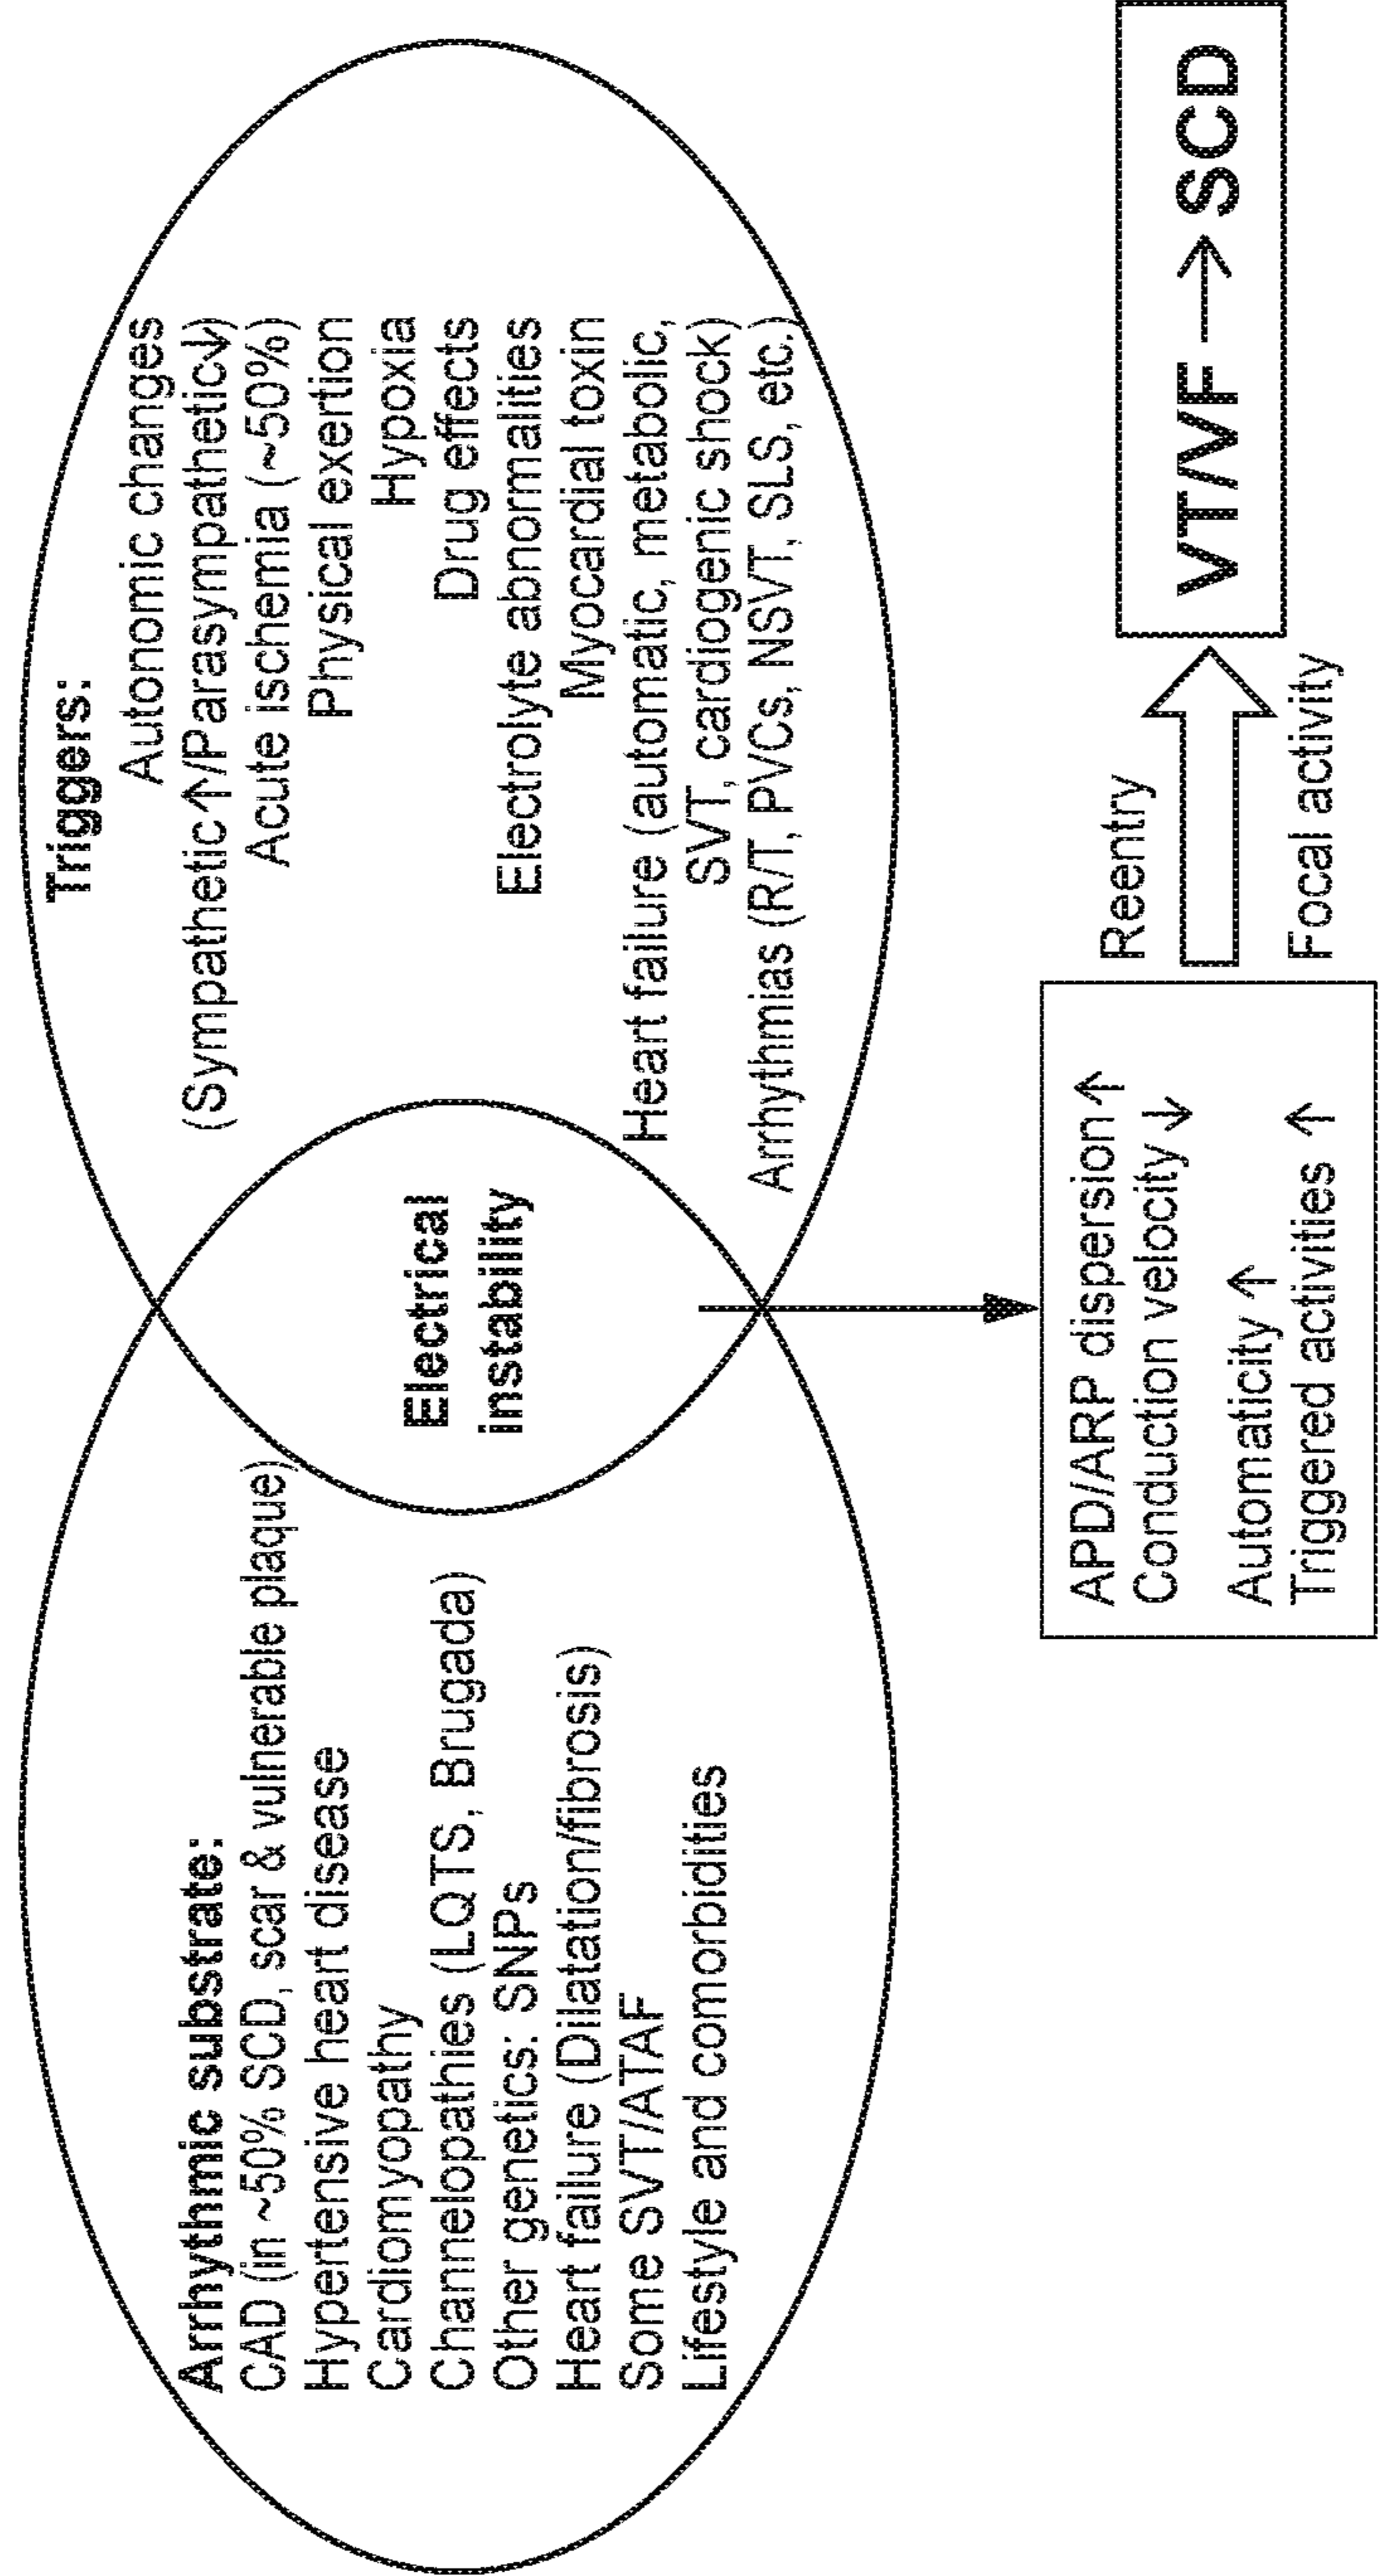 Arrhythmic substrate:
CAD (in ~50% SCD, scar & vulnerable plaque)
Hypertensive heart disease
Cardiomyopathy
Channelopathies (LQTS, Brugada)
Other genetics: SNPs
Heart failure (Dilatation/fibrosis)
Some SVT/ATAF
Lifestyle and comorbidities
Electrical
instability
Triggers:
Autonomic changes
(Sympathetic↑/Parasympathetic↓)
Acute ischemia (~50%)
Physical exertion
Hypoxia
Drug effects
Electrolyte abnormalities
Myocardial toxin
Heart failure (automatic, metabolic,
SVT, cardiogenic shock)
Arrhythmias (R/T, PVCs, NSVT, SLS, etc.)
APD/ARP dispersion↑
Conduction velocity↓
Automaticity ↑
Triggered activities ↑
Reentry
Focal activity
VT/VF → SCD